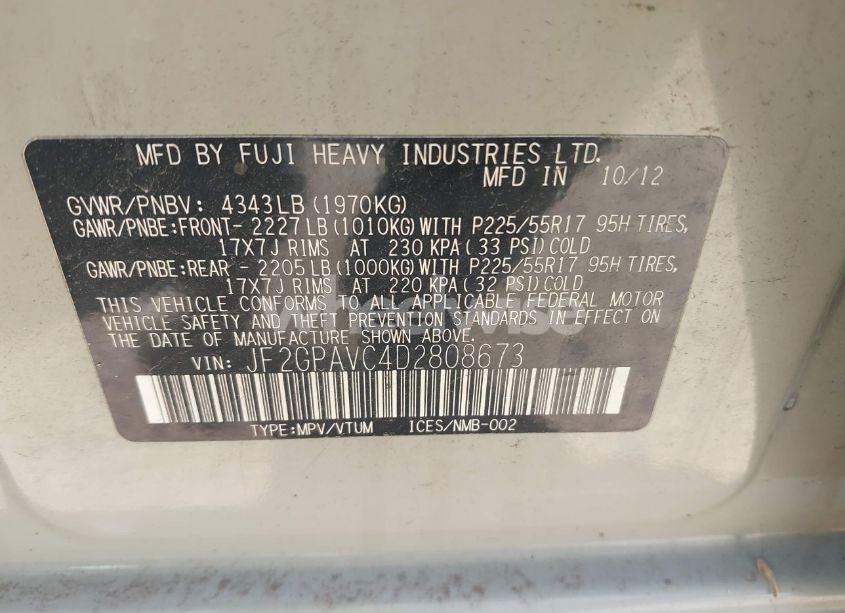 MFD BY FUJI HEAVY INDUSTRIES LTD.
MFD IN 10/12
GVWR/PNBV: 4343LB (1970KG)
GAWR/PNBE:FRONT- 2227 LB (1010KG) WITH P225/55R17 95H TIRES,
17X7J RIMS AT 230 KPA (33 PSI) COLD
GAWR/PNBE:REAR - 2205 LB (1000KG) WITH P225/55R17 95H TIRES,
17X7J RIMS AT 220 KPA (32 PSI) COLD
THIS VEHICLE CONFORMS TO ALL APPLICABLE FEDERAL MOTOR
VEHICLE SAFETY AND THEFT PREVENTION STANDARDS IN EFFECT ON
THE DATE OF MANUFACTURE SHOWN ABOVE.
VIN: JF2GPAVC4D2808673
TYPE:MPV/VTUM ICES/NMB-002